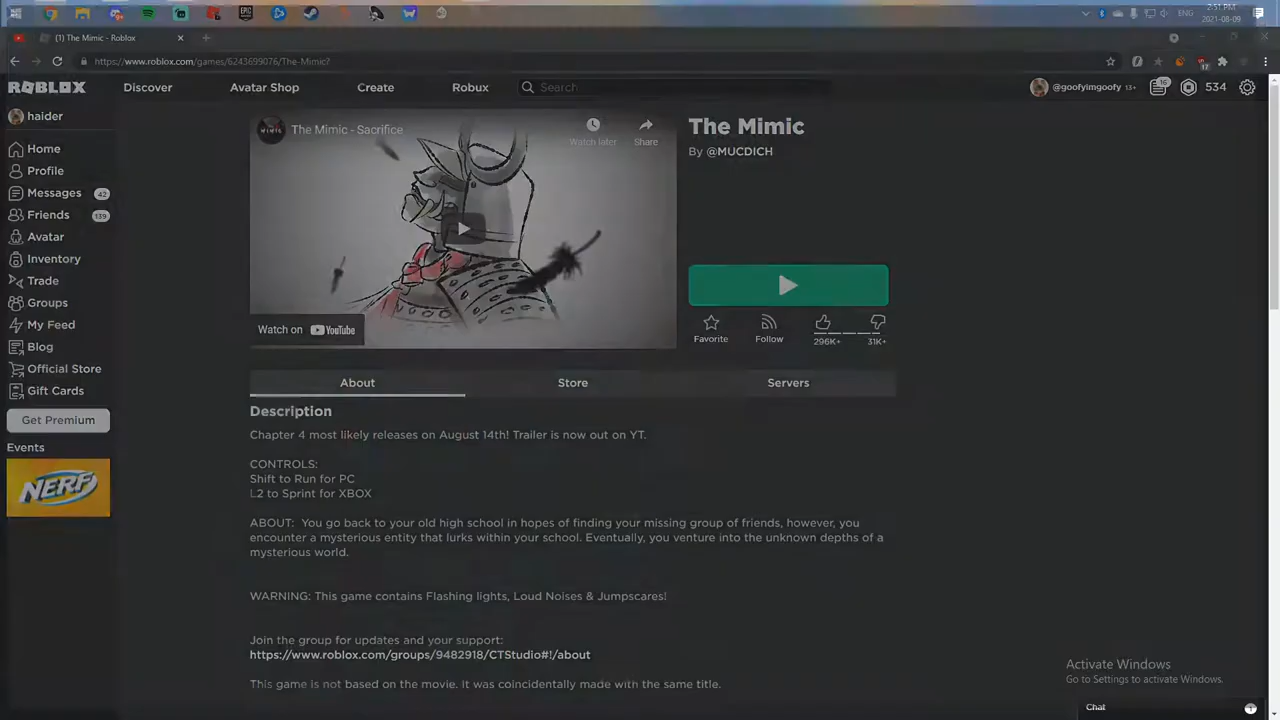 2:51 PM
ENG
2021-08-09
(1) The Mimic - Roblox
https://www.roblox.com/games/6243699076/The-Mimic?
ROBLOX
Discover
Avatar Shop
Create
Robux
Search
@goofyimgoofy 13+
16
534
haider
Home
Profile
Messages 42
Friends 139
Avatar
Inventory
Trade
Groups
My Feed
Blog
Official Store
Gift Cards
Get Premium
Events
NERF
The Mimic - Sacrifice
Watch later
Share
Watch on YouTube
The Mimic
By @MUCDICH
Favorite
Follow
296K+
31K+
About
Store
Servers
Description
Chapter 4 most likely releases on August 14th! Trailer is now out on YT.
CONTROLS:
Shift to Run for PC
L2 to Sprint for XBOX
ABOUT: You go back to your old high school in hopes of finding your missing group of friends, however, you
encounter a mysterious entity that lurks within your school. Eventually, you venture into the unknown depths of a
mysterious world.
WARNING: This game contains Flashing lights, Loud Noises & Jumpscares!
Join the group for updates and your support:
https://www.roblox.com/groups/9482918/CTStudio#!/about
This game is not based on the movie. It was coincidentally made with the same title.
Activate Windows
Go to Settings to activate Windows.
Chat